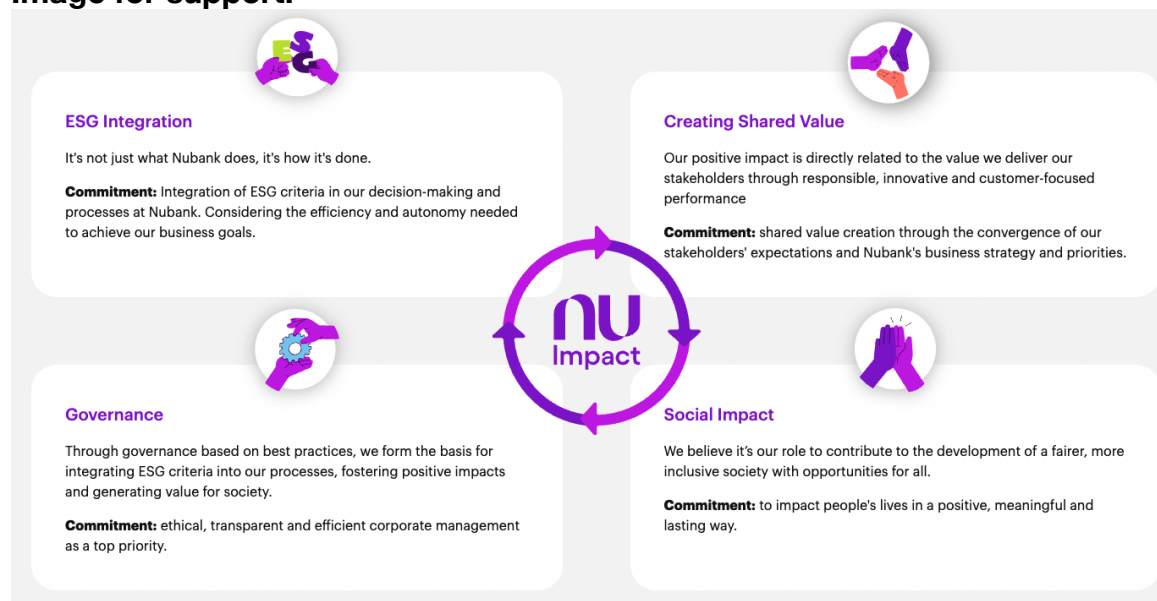 Image for support.
ESG
ESG Integration
It's not just what Nubank does, it's how it's done.
Commitment: Integration of ESG criteria in our decision-making and
processes at Nubank. Considering the efficiency and autonomy needed
to achieve our business goals.
Creating Shared Value
Our positive impact is directly related to the value we deliver our
stakeholders through responsible, innovative and customer-focused
performance
Commitment: shared value creation through the convergence of our
stakeholders' expectations and Nubank's business strategy and priorities.
nu
Impact
Governance
Through governance based on best practices, we form the basis for
integrating ESG criteria into our processes, fostering positive impacts
and generating value for society.
Commitment: ethical, transparent and efficient corporate management
as a top priority.
Social Impact
We believe it’s our role to contribute to the development of a fairer, more
inclusive society with opportunities for all.
Commitment: to impact people's lives in a positive, meaningful and
lasting way.